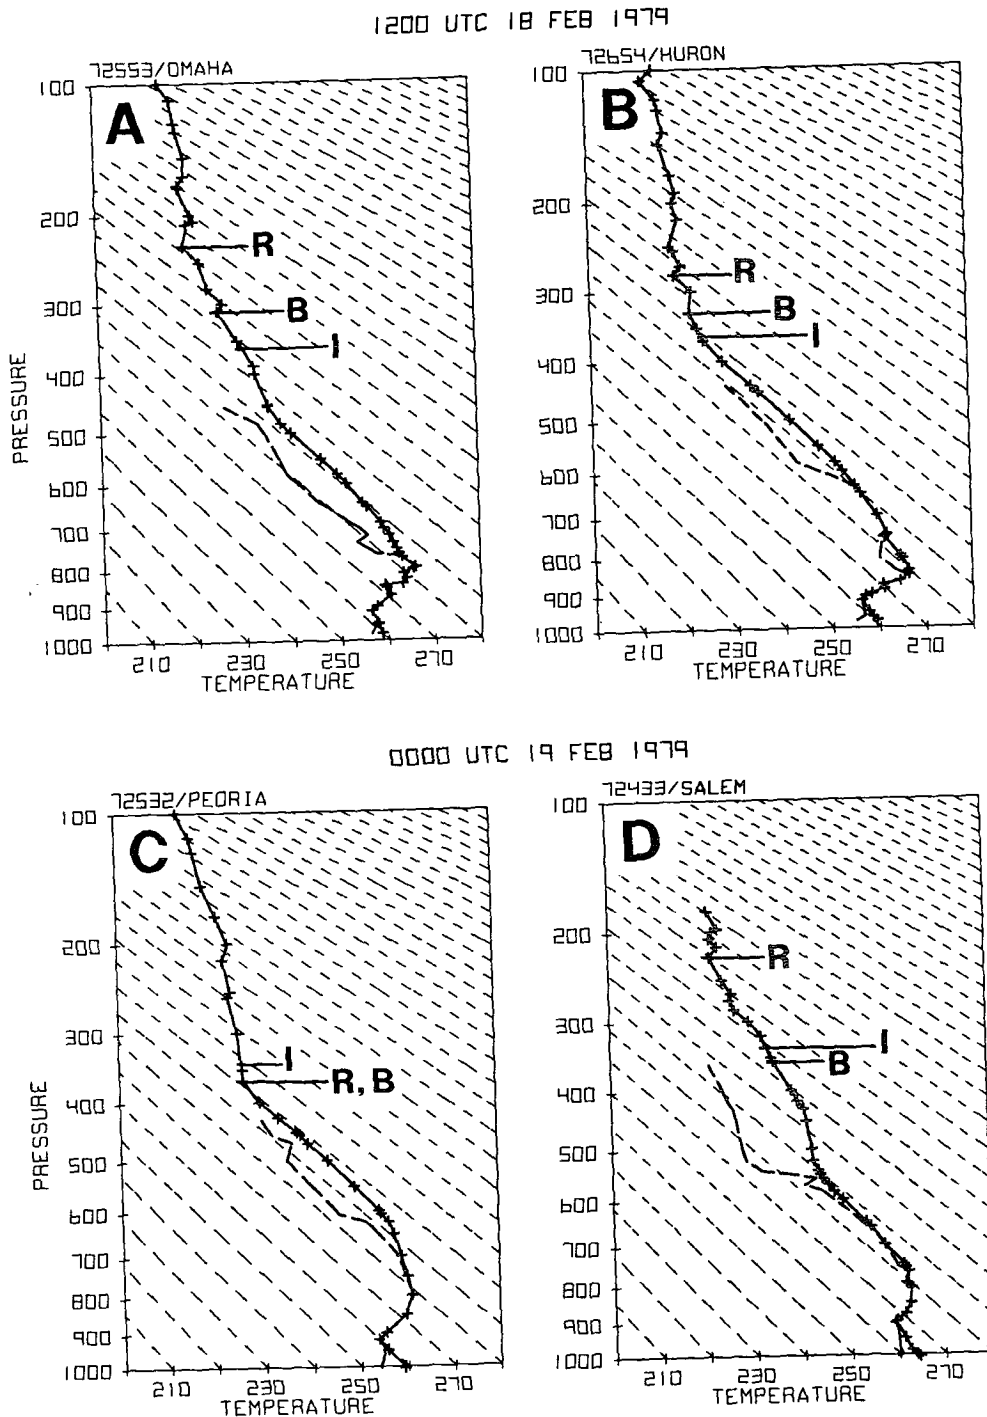 1200 UTC 18 FEB 1979
72553/OMAHA
A
100
200
300
400
500
600
700
800
900
1000
R
B
I
PRESSURE
210 230 250 270
TEMPERATURE
72654/HURON
B
100
200
300
400
500
600
700
800
900
1000
R
B
I
210 230 250 270
TEMPERATURE
0000 UTC 19 FEB 1979
72532/PEORIA
C
100
200
300
400
500
600
700
800
900
1000
I
R, B
PRESSURE
210 230 250 270
TEMPERATURE
72433/SALEM
D
100
200
300
400
500
600
700
800
900
1000
R
I
B
210 230 250 270
TEMPERATURE